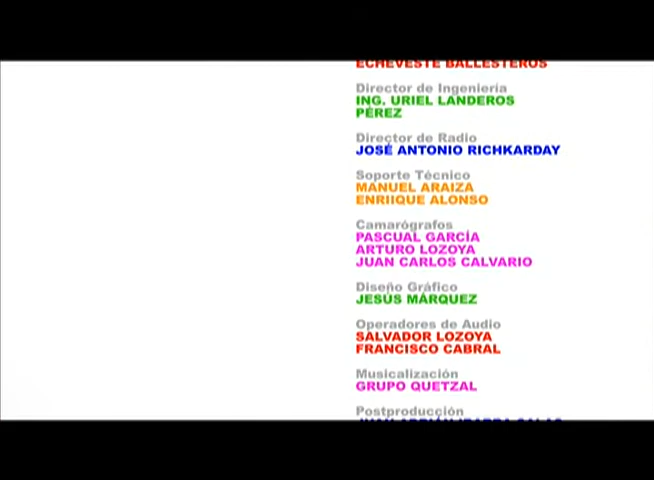 ECHEVESTE BALLESTEROS
Director de Ingeniería
ING. URIEL LANDEROS
PÉREZ
Director de Radio
JOSÉ ANTONIO RICHKARDAY
Soporte Técnico
MANUEL ARAIZA
ENRIIQUE ALONSO
Camarógrafos
PASCUAL GARCÍA
ARTURO LOZOYA
JUAN CARLOS CALVARIO
Diseño Gráfico
JESÚS MÁRQUEZ
Operadores de Audio
SALVADOR LOZOYA
FRANCISCO CABRAL
Musicalización
GRUPO QUETZAL
Postproducción